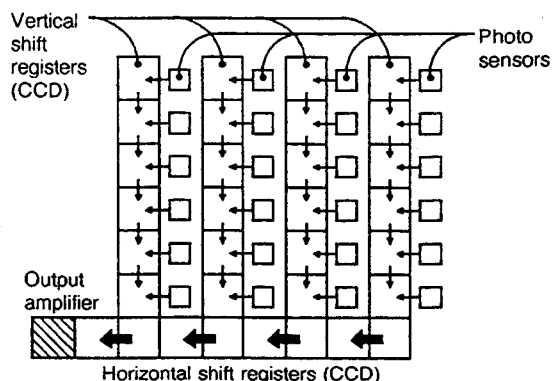 Vertical
shift
registers
(CCD)
Photo
sensors
Output
amplifier
Horizontal shift registers (CCD)